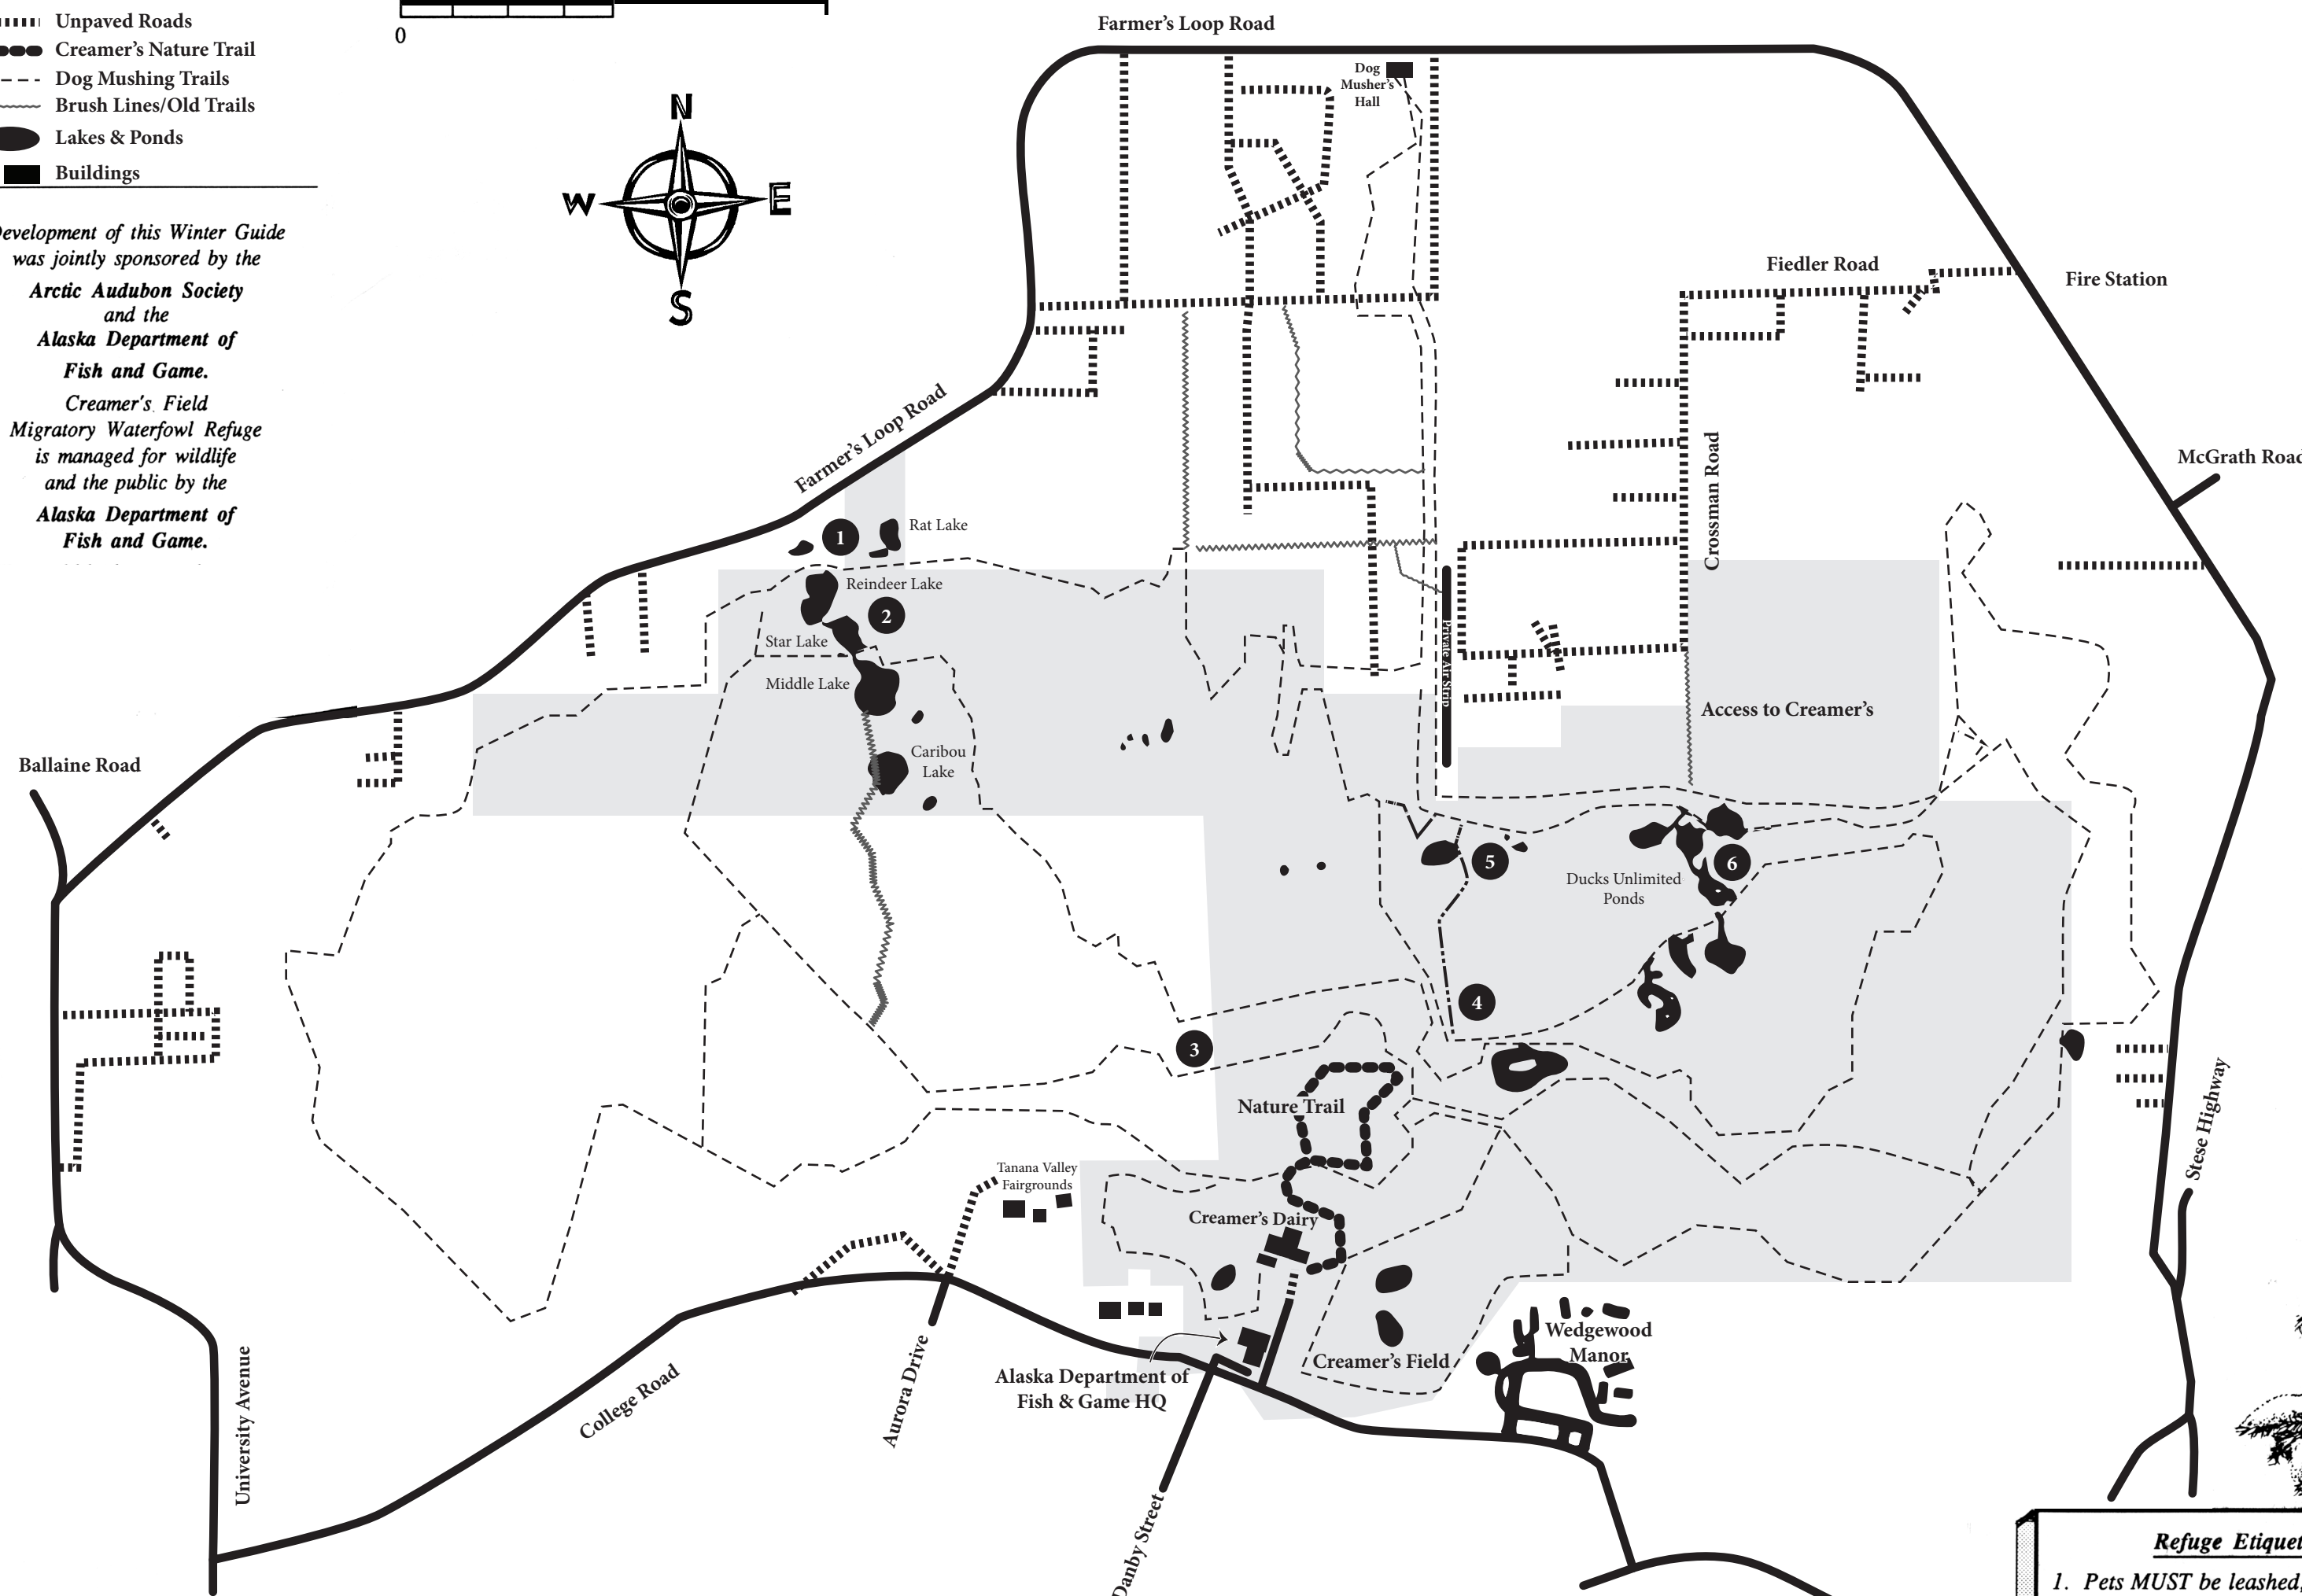 Unpaved Roads
Creamer's Nature Trail
Dog Mushing Trails
Brush Lines/Old Trails
Lakes & Ponds
Buildings
0
N
W
E
S
evelopment of this Winter Guide
was jointly sponsored by the
Arctic Audubon Society
and the
Alaska Department of
Fish and Game.
Creamer's Field
Migratory Waterfowl Refuge
is managed for wildlife
and the public by the
Alaska Department of
Fish and Game.
Farmer's Loop Road
Dog
Musher's
Hall
Fiedler Road
Fire Station
Farmer's Loop Road
Crossman Road
McGrath Road
1
Rat Lake
Reindeer Lake
2
Star Lake
Middle Lake
Private Air Strip
Access to Creamer's
Ballaine Road
Caribou
Lake
5
6
Ducks Unlimited
Ponds
4
3
Nature Trail
Stese Highway
Tanana Valley
Fairgrounds
Creamer's Dairy
Wedgewood
Manor
Creamer's Field
Alaska Department of
Fish & Game HQ
Aurora Drive
College Road
University Avenue
Danby Street
Refuge Etiquet
1. Pets MUST be leashed,